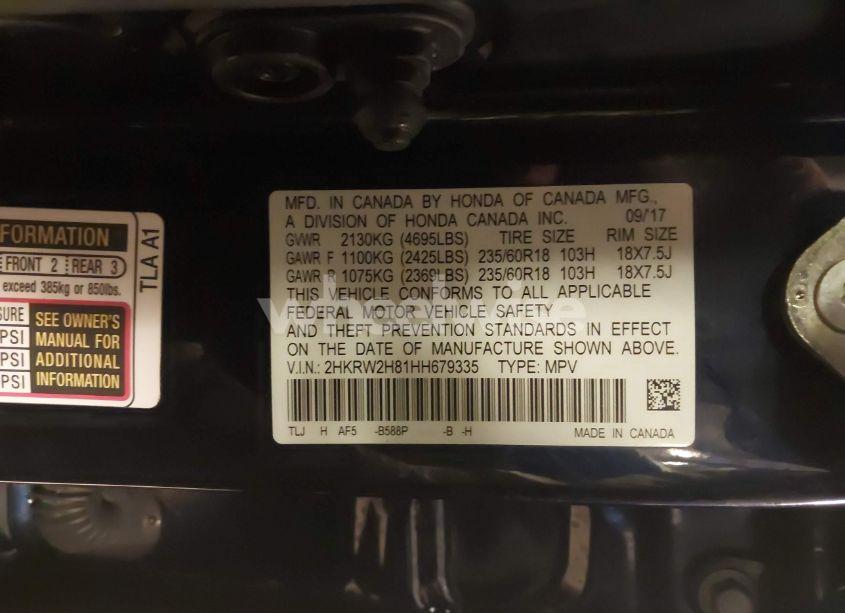 FORMATION
FRONT 2 REAR 3
exceed 385kg or 850lbs.
SURE
PSI
PSI
PSI
SEE OWNER'S
MANUAL FOR
ADDITIONAL
INFORMATION
TLA A1
MFD. IN CANADA BY HONDA OF CANADA MFG.,
A DIVISION OF HONDA CANADA INC. 09/17
GVWR 2130KG (4695LBS) TIRE SIZE RIM SIZE
GAWR F 1100KG (2425LBS) 235/60R18 103H 18X7.5J
GAWR R 1075KG (2369LBS) 235/60R18 103H 18X7.5J
THIS VEHICLE CONFORMS TO ALL APPLICABLE
FEDERAL MOTOR VEHICLE SAFETY
AND THEFT PREVENTION STANDARDS IN EFFECT
ON THE DATE OF MANUFACTURE SHOWN ABOVE.
V.I.N.: 2HKRW2H81HH679335 TYPE: MPV
TLJ H AF5 -B588P -B -H MADE IN CANADA